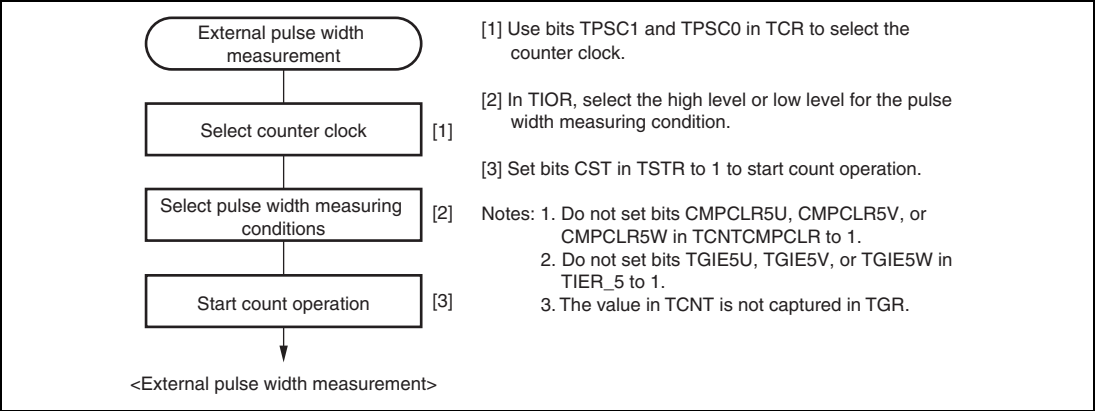 External pulse width
measurement
Select counter clock
[1]
Select pulse width measuring
conditions
[2]
Start count operation
[3]
<External pulse width measurement>
[1] Use bits TPSC1 and TPSC0 in TCR to select the
counter clock.
[2] In TIOR, select the high level or low level for the pulse
width measuring condition.
[3] Set bits CST in TSTR to 1 to start count operation.
Notes: 1. Do not set bits CMPCLR5U, CMPCLR5V, or
CMPCLR5W in TCNTCMPCLR to 1.
2. Do not set bits TGIE5U, TGIE5V, or TGIE5W in
TIER_5 to 1.
3. The value in TCNT is not captured in TGR.